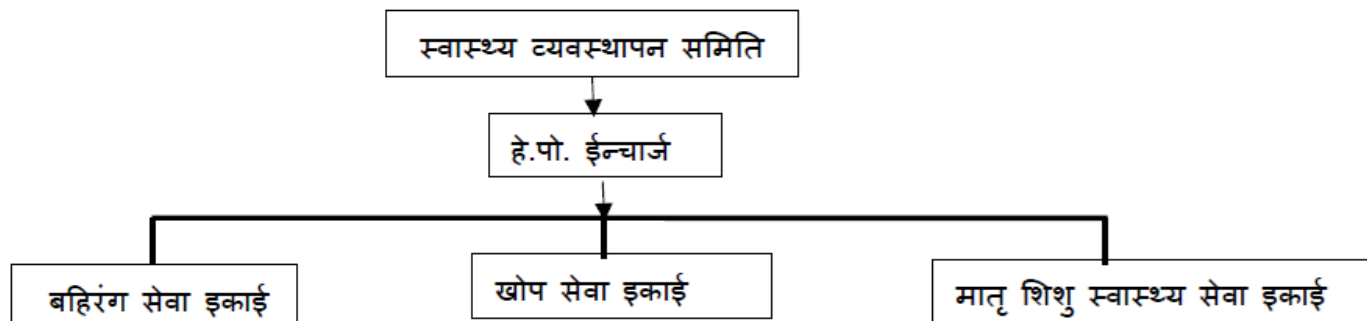 स्वास्थ्य व्यवस्थापन समिति
हे.पो. ईन्चार्ज
बहिरंग सेवा इकाई
खोप सेवा इकाई
मातृ शिशु स्वास्थ्य सेवा इकाई